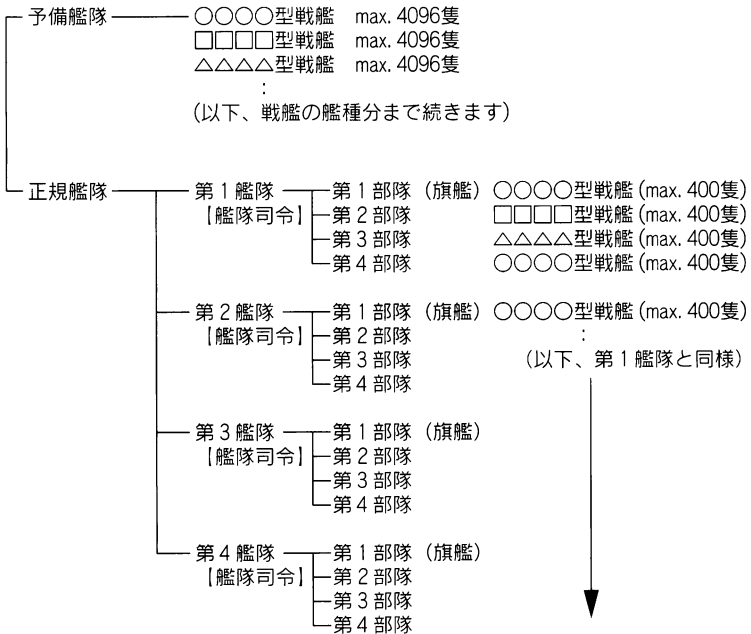 予備艦隊 ○○○○型戦艦 max. 4096隻
□□□□型戦艦 max. 4096隻
△△△△型戦艦 max. 4096隻
:
(以下、戦艦の艦種分まで続きます)
正規艦隊 第1艦隊 第1部隊 (旗艦) ○○○○型戦艦 (max. 400隻)
【艦隊司令】 第2部隊 □□□□型戦艦 (max. 400隻)
第3部隊 △△△△型戦艦 (max. 400隻)
第4部隊 ○○○○型戦艦 (max. 400隻)
第2艦隊 第1部隊 (旗艦) ○○○○型戦艦 (max. 400隻)
【艦隊司令】 第2部隊 :
第3部隊 (以下、第1艦隊と同様)
第4部隊
第3艦隊 第1部隊 (旗艦)
【艦隊司令】 第2部隊
第3部隊
第4部隊
第4艦隊 第1部隊 (旗艦)
【艦隊司令】 第2部隊
第3部隊
第4部隊